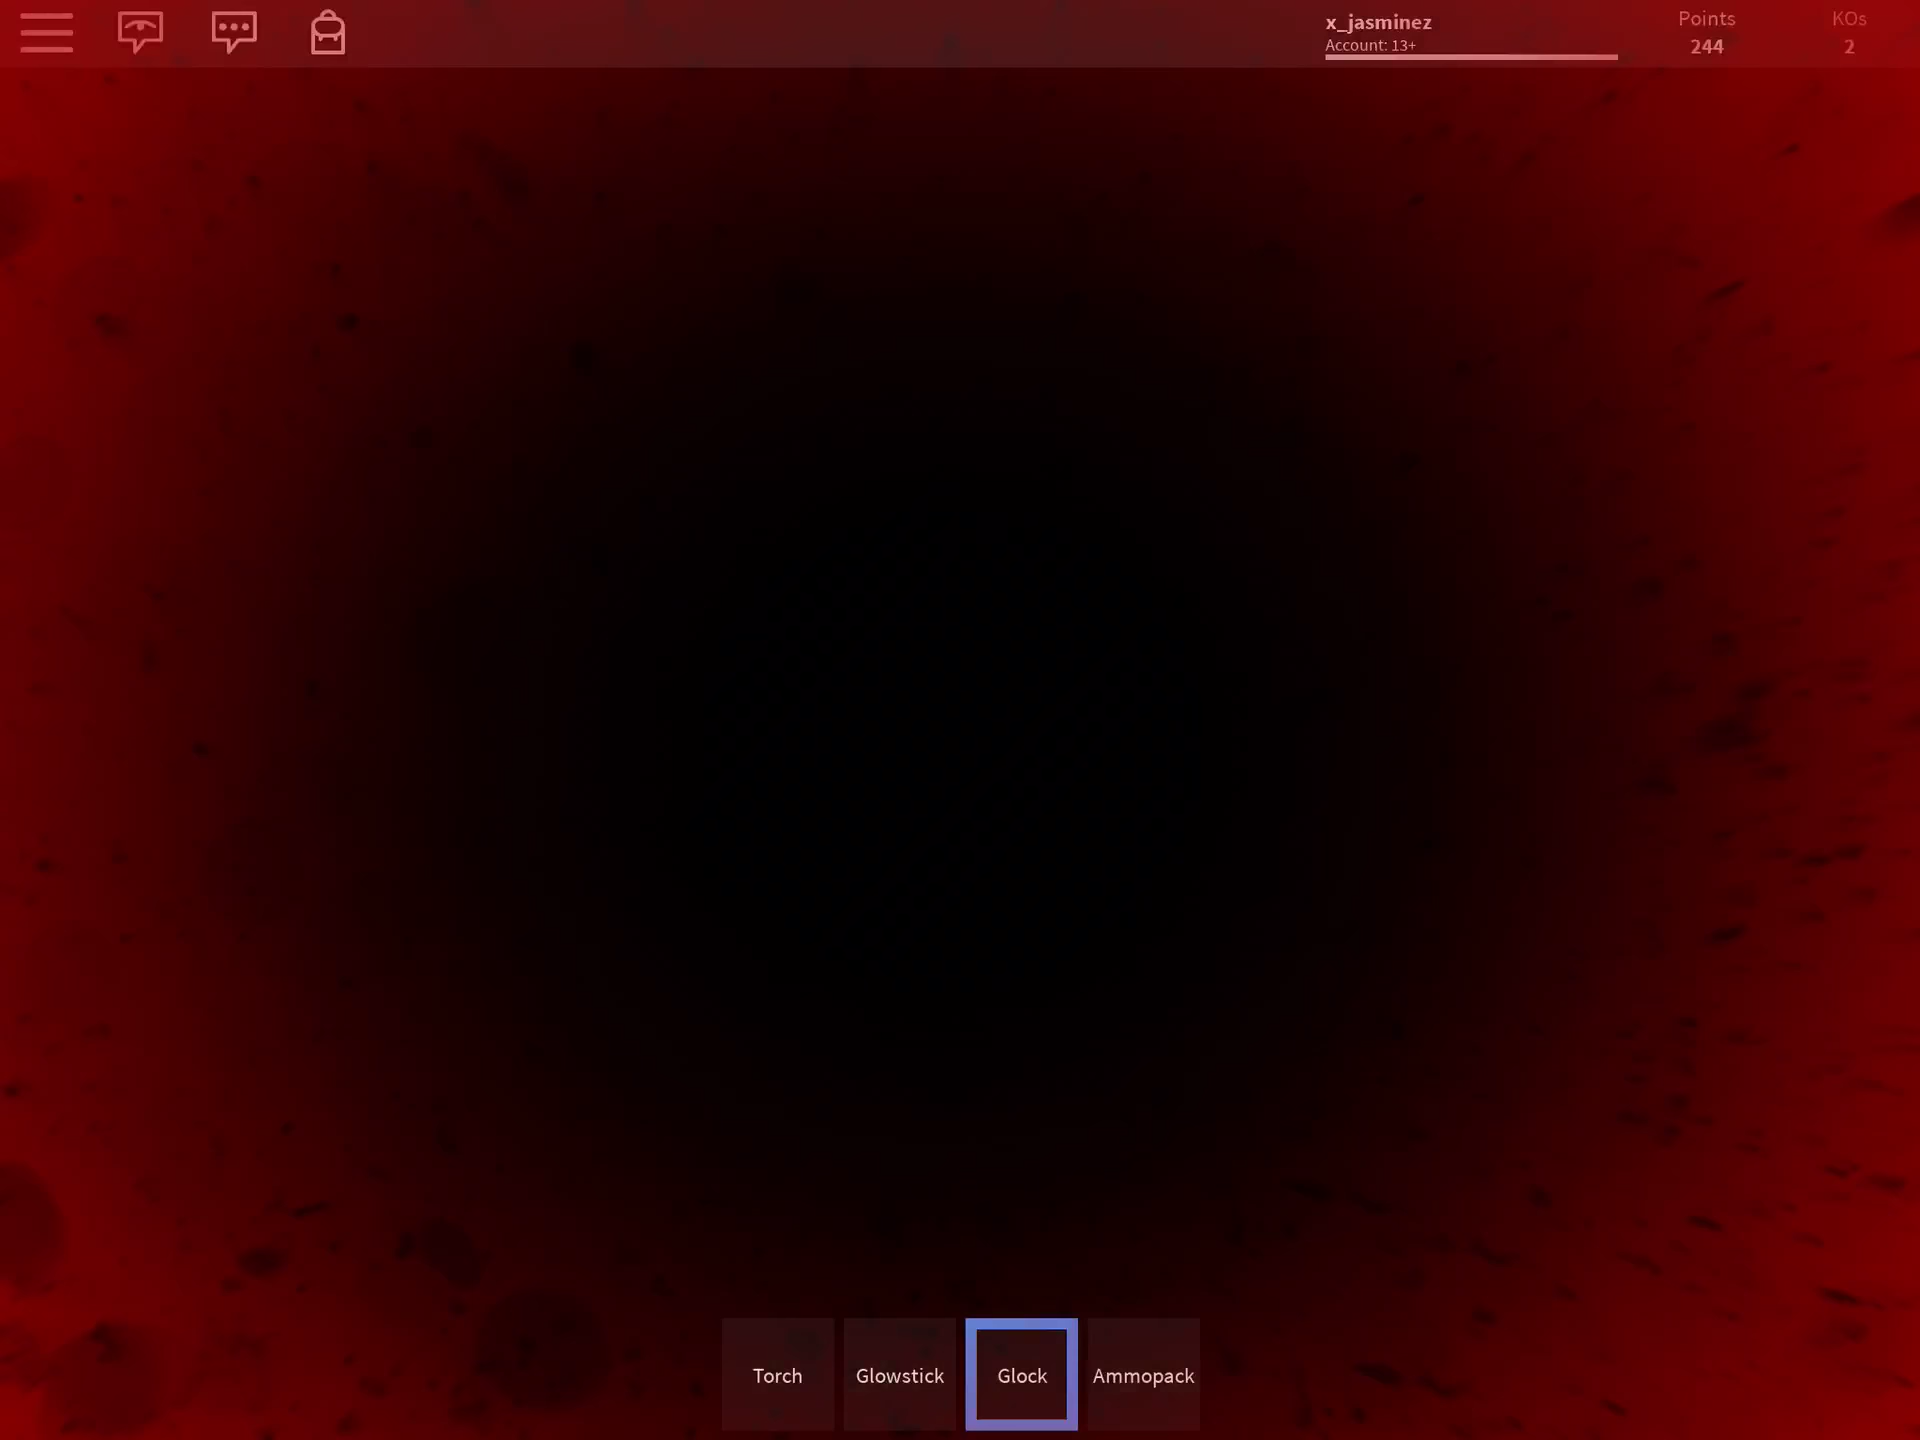 x_jasminez
Account: 13+
Points
244
KOs
2
Torch
Glowstick
Glock
Ammopack